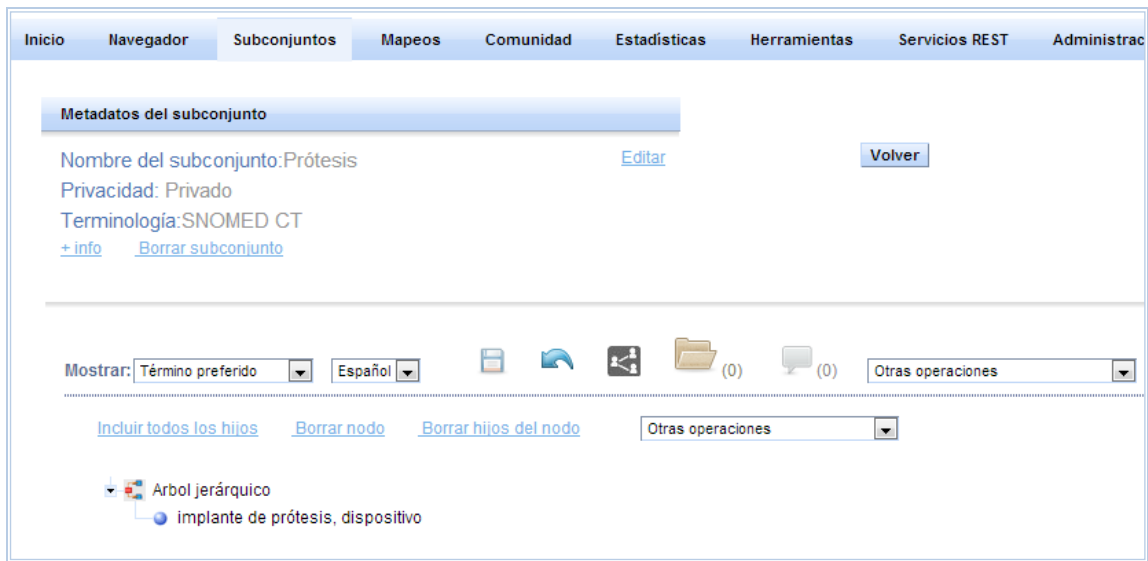 Inicio Navegador Subconjuntos Mapeos Comunidad Estadísticas Herramientas Servicios REST
Metadatos del subconjunto
Nombre del subconjunto:Prótesis Editar Volver
Privacidad: Privado
Terminología:SNOMED CT
+ info Borrar subconjunto
Mostrar: Término preferido Español (0) (0) Otras operaciones
Incluir todos los hijos Borrar nodo Borrar hijos del nodo Otras operaciones
Arbol jerárquico
implante de prótesis, dispositivo